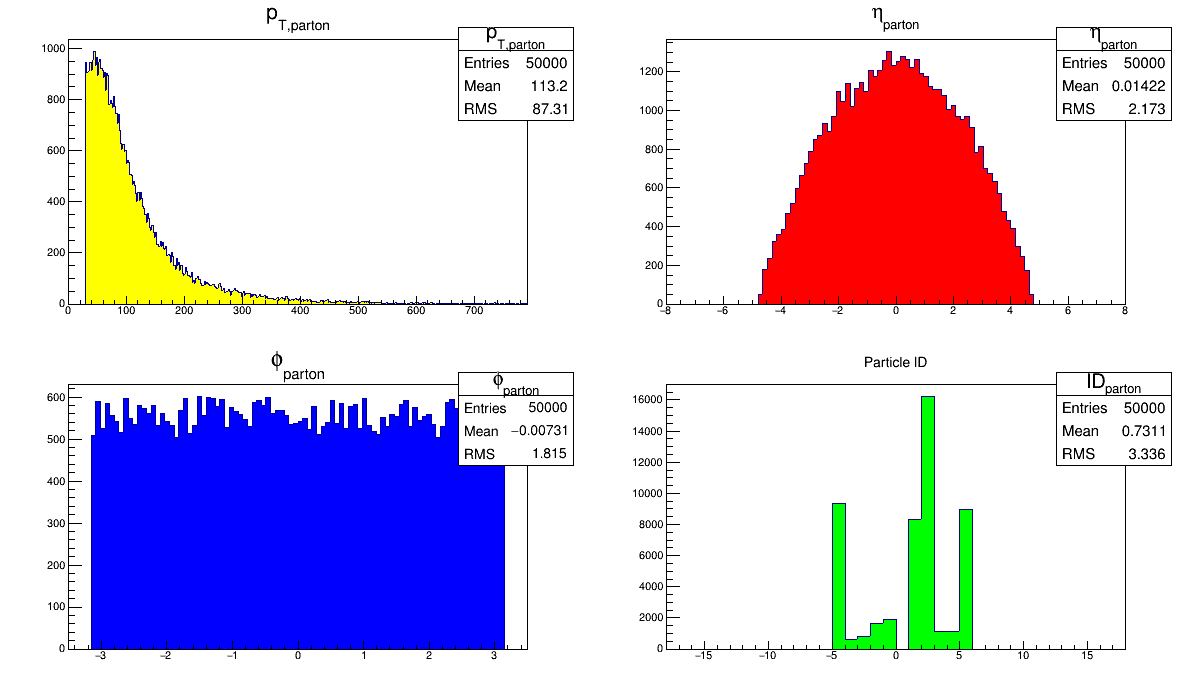 p_T,parton
p_T,parton
Entries 50000
Mean 113.2
RMS 87.31
1000
800
600
400
200
0
0 100 200 300 400 500 600 700
η_parton
η_parton
Entries 50000
Mean 0.01422
RMS 2.173
1200
1000
800
600
400
200
0
−8 −6 −4 −2 0 2 4 6 8
ϕ_parton
ϕ_parton
Entries 50000
Mean −0.00731
RMS 1.815
600
500
400
300
200
100
0
−3 −2 −1 0 1 2 3
Particle ID
ID_parton
Entries 50000
Mean 0.7311
RMS 3.336
16000
14000
12000
10000
8000
6000
4000
2000
0
−15 −10 −5 0 5 10 15